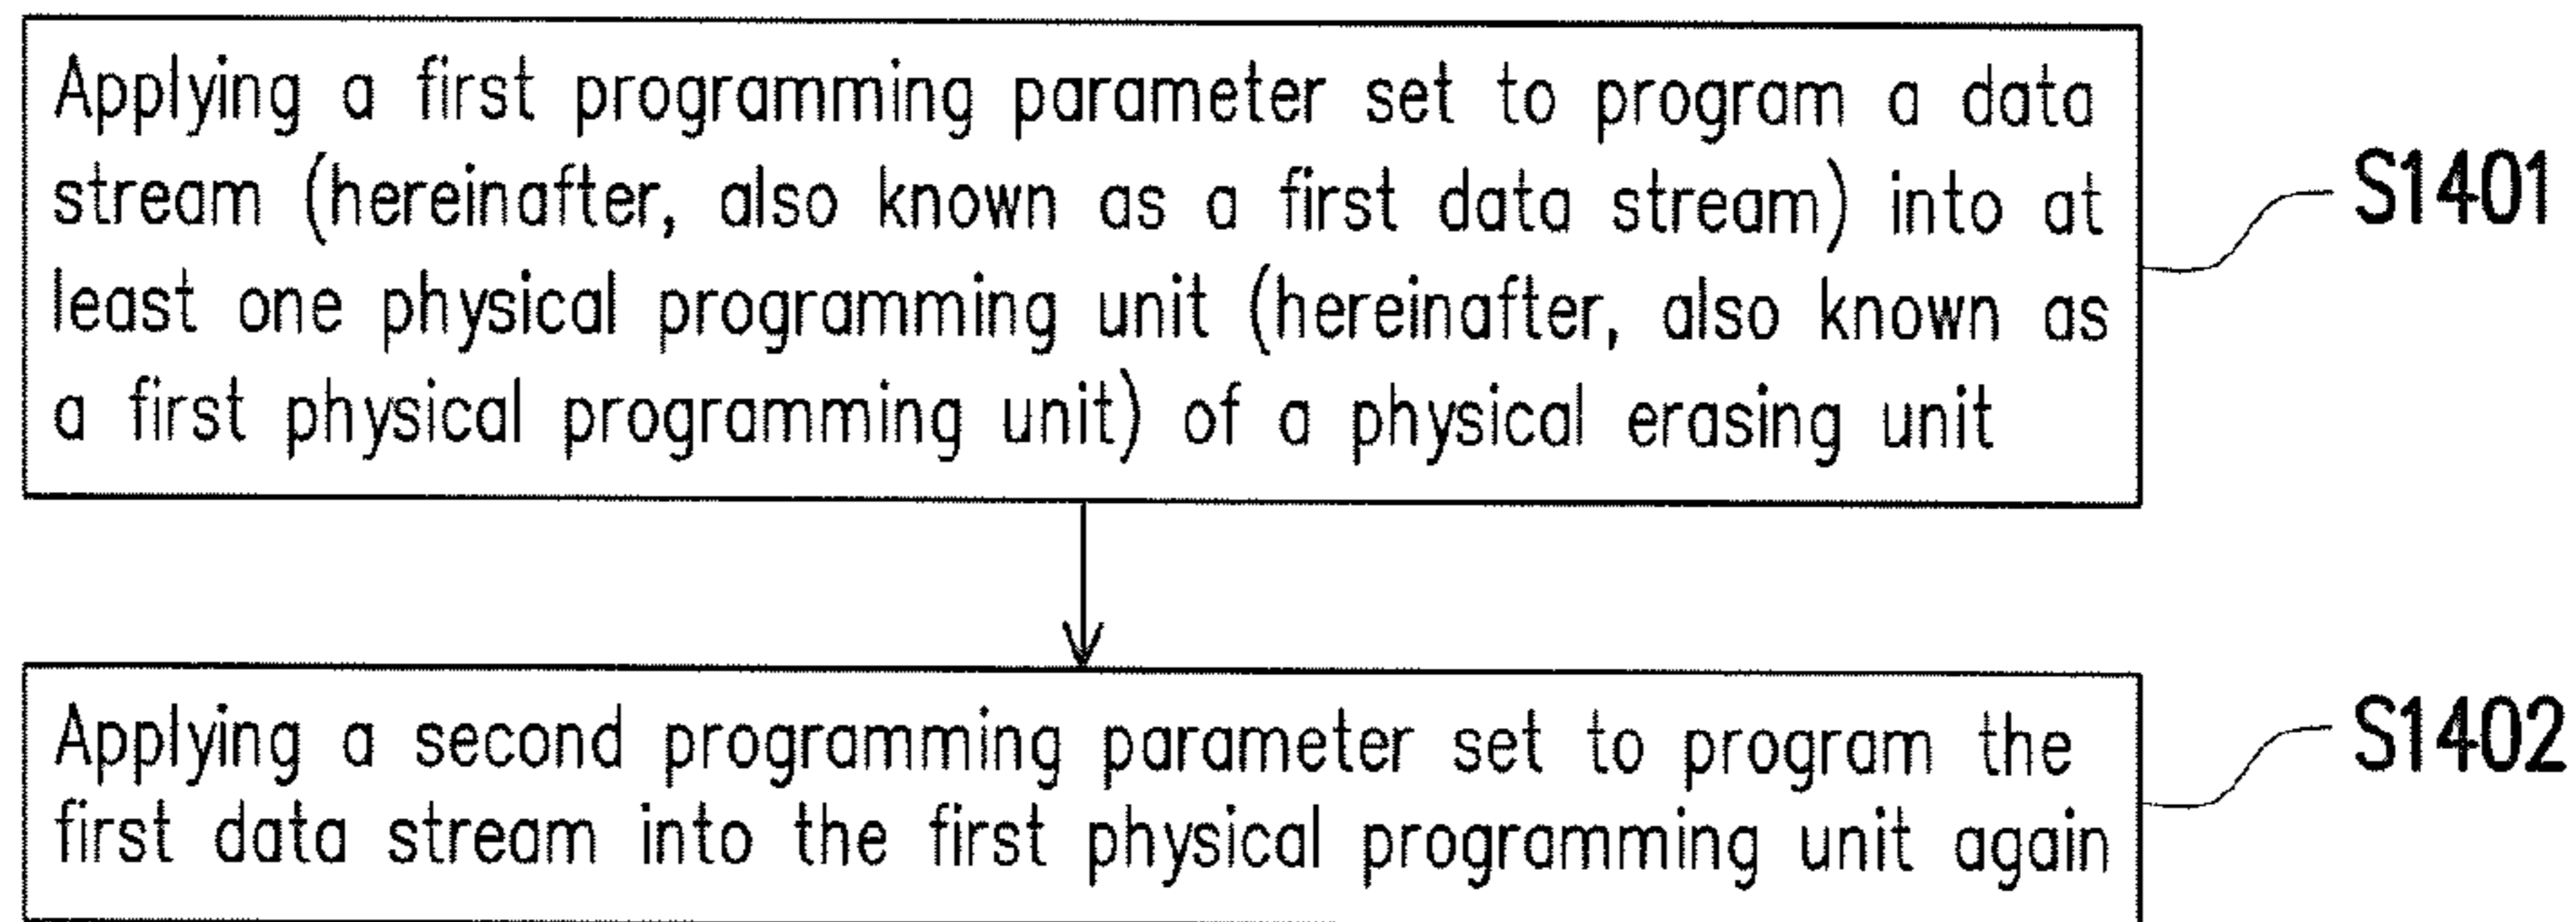 Applying a first programming parameter set to program a data
stream (hereinafter, also known as a first data stream) into at
least one physical programming unit (hereinafter, also known as
a first physical programming unit) of a physical erasing unit
S1401
Applying a second programming parameter set to program the
first data stream into the first physical programming unit again
S1402